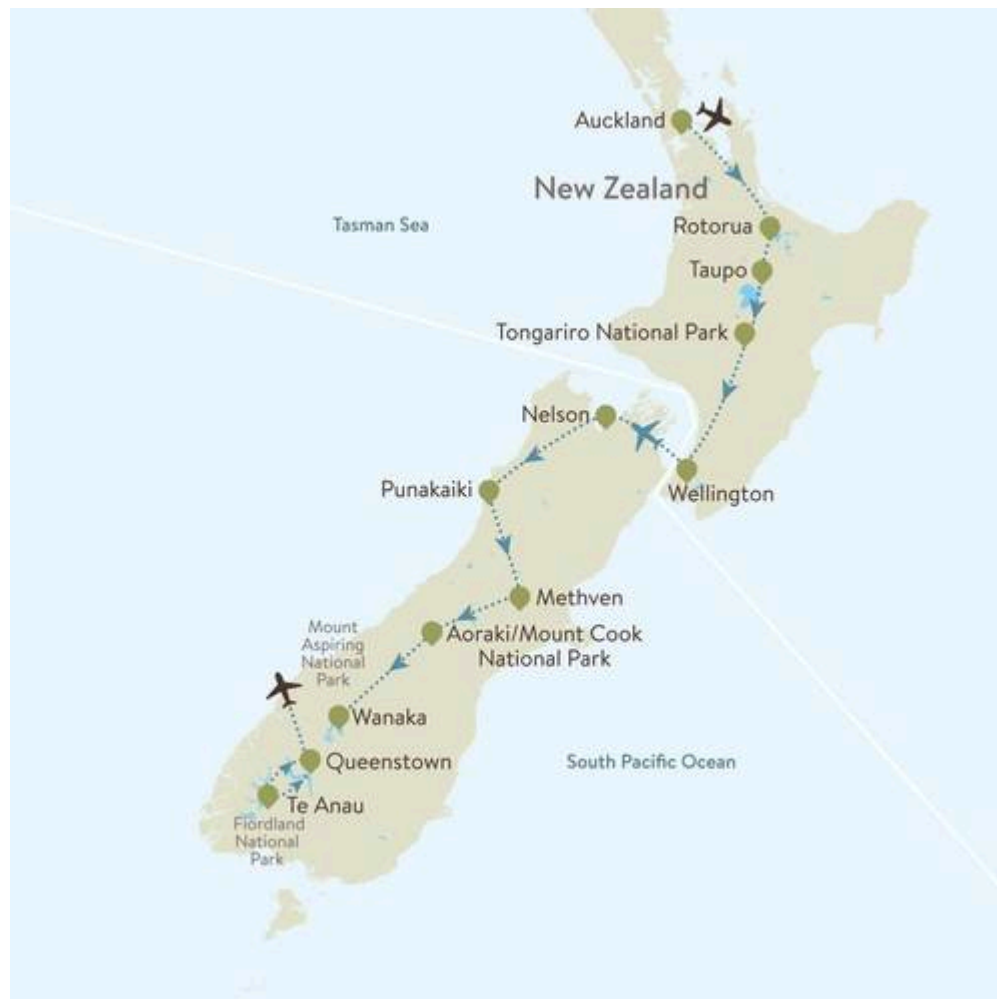 Auckland
New Zealand
Tasman Sea
Rotorua
Taupo
Tongariro National Park
Nelson
Punakaiki
Wellington
Methven
Mount
Aspiring
National
Park
Aoraki/Mount Cook
National Park
Wanaka
Queenstown
South Pacific Ocean
Te Anau
Fiordland
National
Park